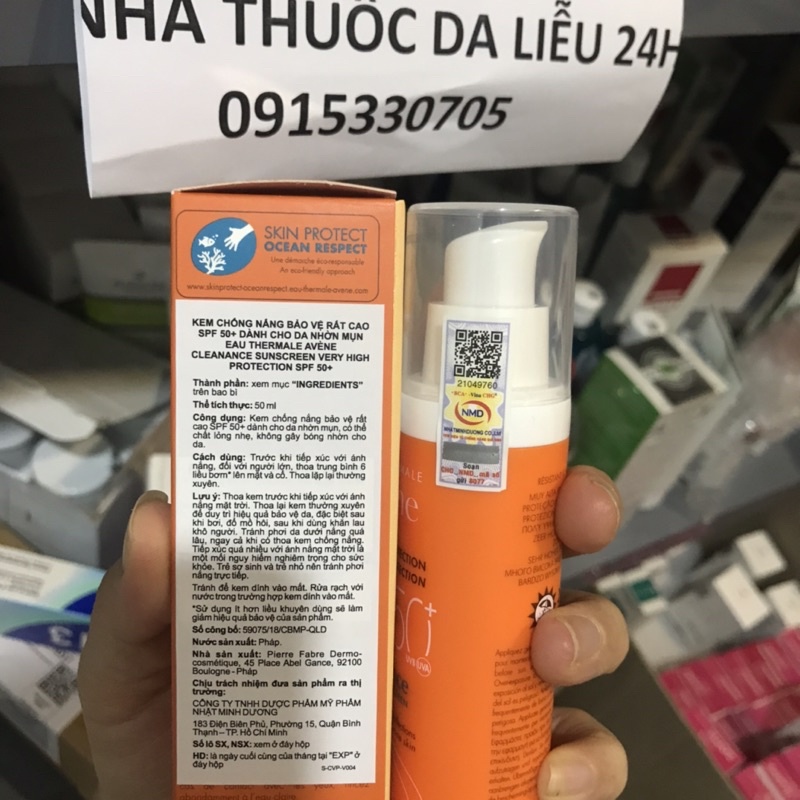 NHÀ THUỐC DA LIỄU 24H
0915330705
SKIN PROTECT
OCEAN RESPECT
Une démarche écoresponsable
An eco-friendly approach
www.skinprotect-oceanrespect.eau-thermale-avene.com
KEM CHỐNG NẮNG BẢO VỆ RẤT CAO
SPF 50+ DÀNH CHO DA NHỜN MỤN
EAU THERMALE AVÈNE
CLEANANCE SUNSCREEN VERY HIGH
PROTECTION SPF 50+
Thành phần: xem mục "INGREDIENTS"
trên bao bì
Thể tích thực: 50 ml
Công dụng: Kem chống nắng bảo vệ rất
cao SPF 50+ dành cho da nhờn mụn, có thể
chất lỏng nhẹ, không gây bóng nhờn cho
da.
Cách dùng: Trước khi tiếp xúc với ánh
nắng, đối với người lớn, thoa trung bình 6
liều bơm* lên mặt và cổ. Thoa lập lại thường
xuyên.
Lưu ý: Thoa kem trước khi tiếp xúc với ánh
nắng mặt trời. Thoa lại kem thường xuyên
để duy trì hiệu quả bảo vệ da, đặc biệt sau
khi bơi, đổ mồ hôi, sau khi dùng khăn lau
khô người. Tránh phơi da dưới nắng quá
lâu, ngay cả khi có thoa kem chống nắng.
Tiếp xúc quá nhiều với ánh nắng mặt trời là
một mối nguy hiểm nghiêm trọng cho sức
khỏe. Trẻ sơ sinh và trẻ nhỏ nên tránh phơi
nắng trực tiếp.
Tránh để kem dính vào mắt. Rửa rạch với
nước trong trường hợp kem dính vào mắt.
*Sử dụng ít hơn liều khuyên dùng sẽ làm
giảm hiệu quả bảo vệ của sản phẩm.
Số công bố: 59075/18/CBMP-QLD
Nước sản xuất: Pháp.
Nhà sản xuất: Pierre Fabre Dermo-
cosmétique, 45 Place Abel Gance, 92100
Boulogne - Pháp
Chịu trách nhiệm đưa sản phẩm ra thị
trường:
CÔNG TY TNHH DƯỢC PHẨM MỸ PHẨM
NHẬT MINH DƯƠNG
183 Điện Biên Phủ, Phường 15, Quận Bình
Thạnh – TP. Hồ Chí Minh
Số lô SX, NSX: xem ở đáy hộp
HD: là ngày cuối cùng của tháng tại "EXP" ở
đáy hộp
S-CVP-V004
21049760
NMD
Soạn
50+